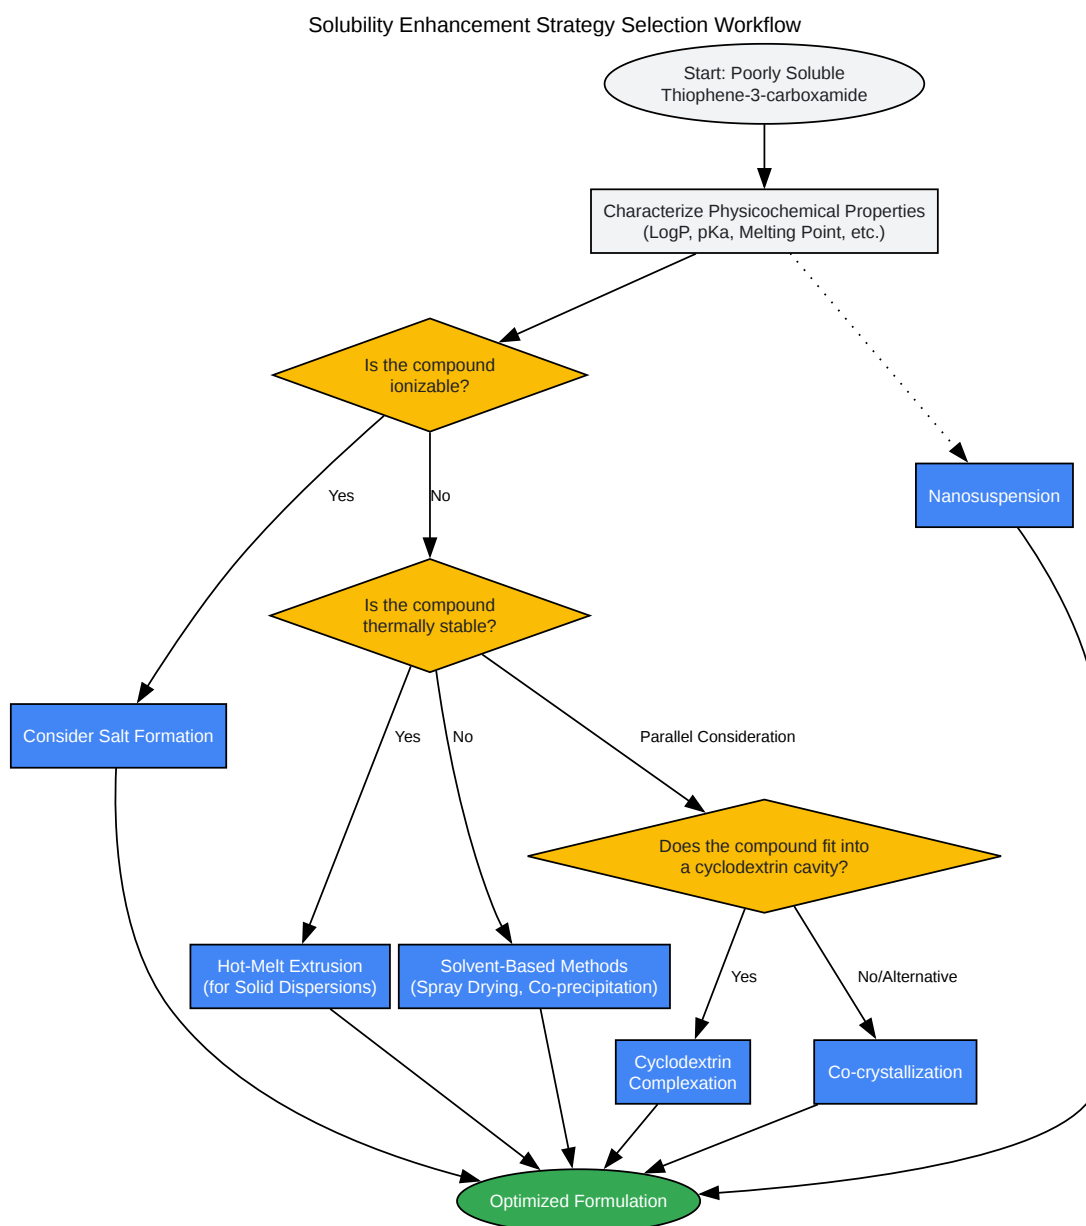 Solubility Enhancement Strategy Selection Workflow
Start: Poorly Soluble
Thiophene-3-carboxamide
Characterize Physicochemical Properties
(LogP, pKa, Melting Point, etc.)
Is the compound
ionizable?
Nanosuspension
Yes
No
Is the compound
thermally stable?
Consider Salt Formation
Yes
No
Parallel Consideration
Does the compound fit into
a cyclodextrin cavity?
Hot-Melt Extrusion
(for Solid Dispersions)
Solvent-Based Methods
(Spray Drying, Co-precipitation)
Yes
No/Alternative
Cyclodextrin
Complexation
Co-crystallization
Optimized Formulation